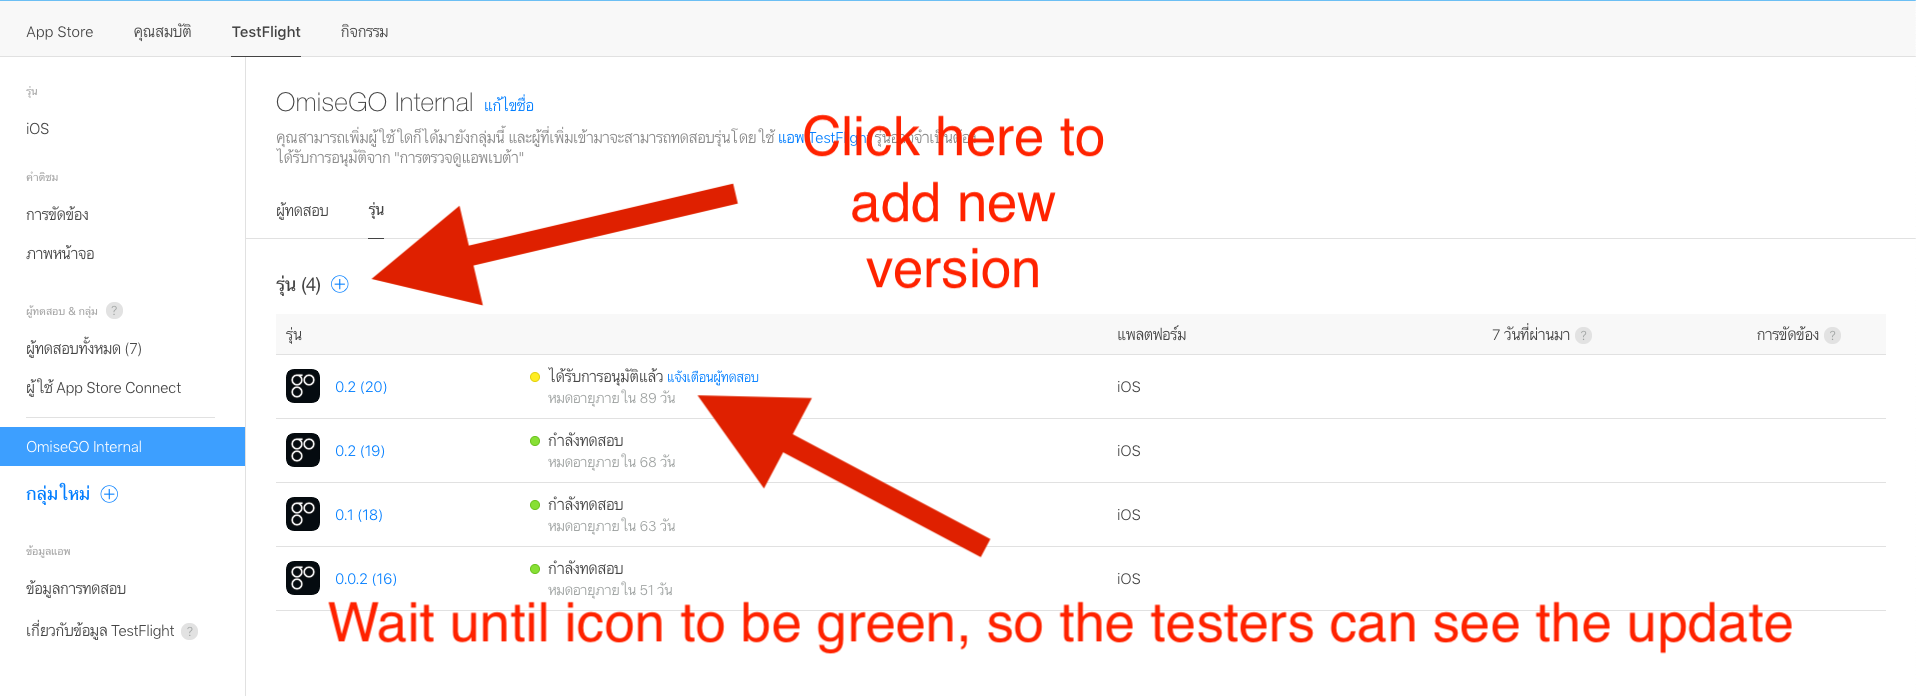 App Store คุณสมบัติ TestFlight กิจกรรม
รุ่น
iOS
คำติชม
การขัดข้อง
ภาพหน้าจอ
ผู้ทดสอบ & กลุ่ม ?
ผู้ทดสอบทั้งหมด (7)
ผู้ใช้ App Store Connect
OmiseGO Internal
กลุ่มใหม่
ข้อมูลแอพ
ข้อมูลการทดสอบ
เกี่ยวกับข้อมูล TestFlight ?
OmiseGO Internal แก้ไขชื่อ
คุณสามารถเพิ่มผู้ใช้ใดก็ได้มายังกลุ่มนี้ และผู้ที่เพิ่มเข้ามาจะสามารถทดสอบรุ่นโดยใช้ แอพ TestFlight
ได้รับการอนุมัติจาก "การตรวจดูแอพเบต้า"
Click here to
add new
version
ผู้ทดสอบ รุ่น
รุ่น (4)
รุ่น แพลตฟอร์ม 7 วันที่ผ่านมา ? การขัดข้อง ?
0.2 (20) ได้รับการอนุมัติแล้ว แจ้งเตือนผู้ทดสอบ iOS
หมดอายุภายใน 89 วัน
0.2 (19) กำลังทดสอบ iOS
หมดอายุภายใน 68 วัน
0.1 (18) กำลังทดสอบ iOS
หมดอายุภายใน 63 วัน
0.0.2 (16) กำลังทดสอบ iOS
หมดอายุภายใน 51 วัน
Wait until icon to be green, so the testers can see the update